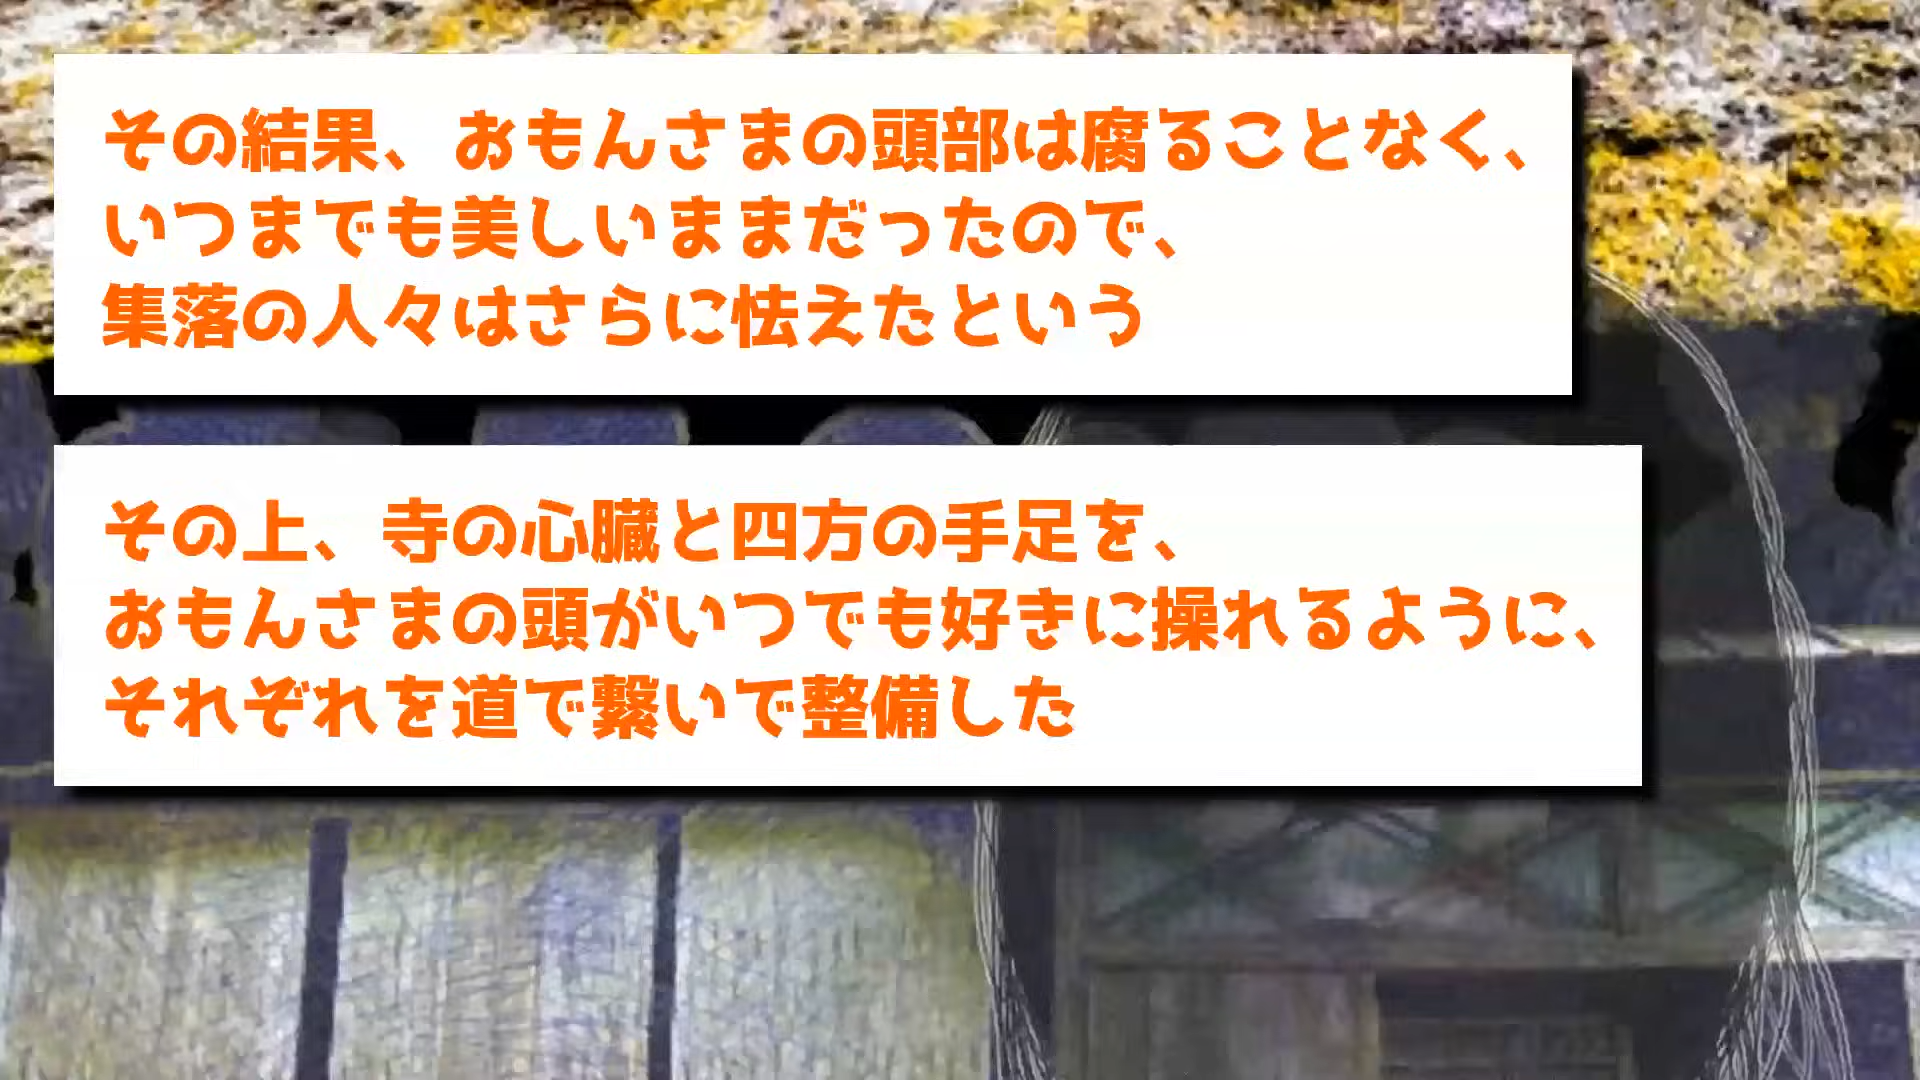 その結果、おもんさまの頭部は腐ることなく、
いつまでも美しいままだったので、
集落の人々はさらに怯えたという
その上、寺の心臓と四方の手足を、
おもんさまの頭がいつでも好きに操れるように、
それぞれを道で繋いで整備した